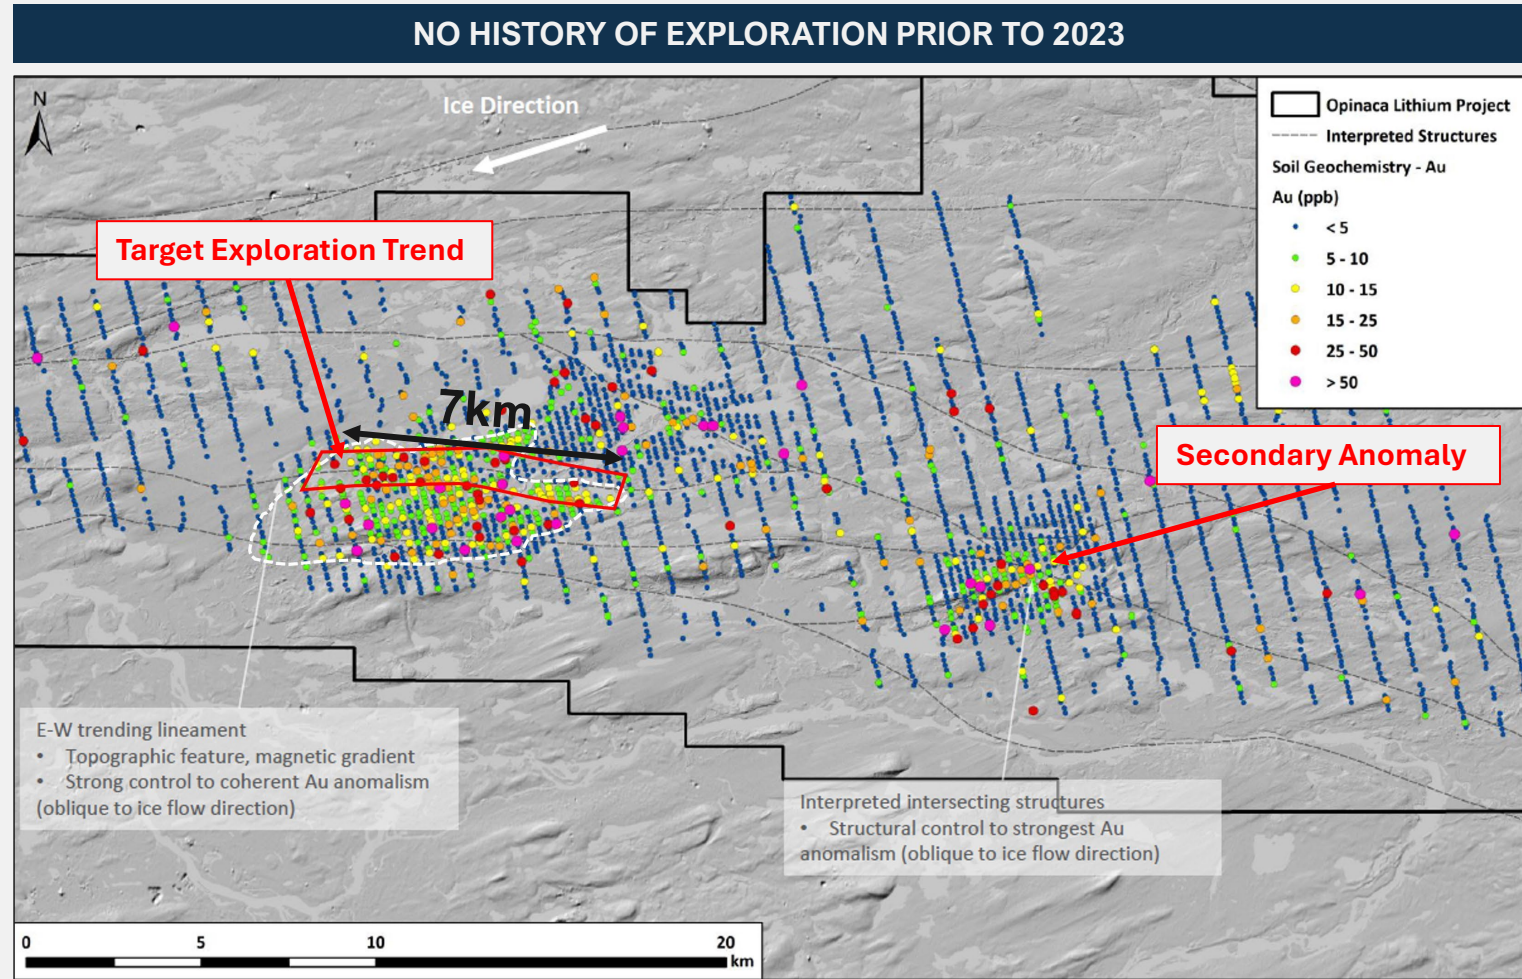 NO HISTORY OF EXPLORATION PRIOR TO 2023
N
Ice Direction
Opinaca Lithium Project
Interpreted Structures
Soil Geochemistry - Au
Au (ppb)
< 5
5 - 10
10 - 15
15 - 25
25 - 50
> 50
Target Exploration Trend
7km
Secondary Anomaly
E-W trending lineament
• Topographic feature, magnetic gradient
• Strong control to coherent Au anomalism
(oblique to ice flow direction)
Interpreted intersecting structures
• Structural control to strongest Au
anomalism (oblique to ice flow direction)
0 5 10 20
km